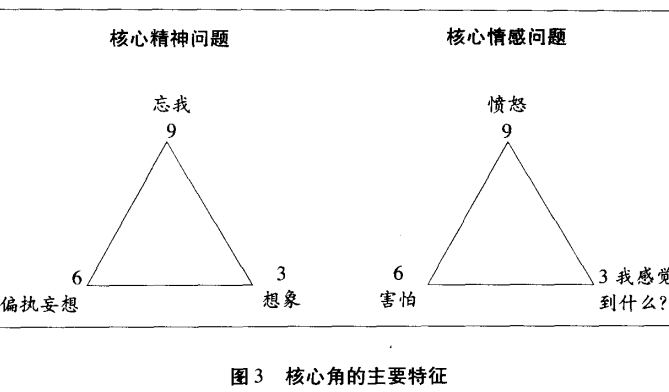 核心精神问题 核心情感问题
忘我 愤怒
9 9
6 3 6 3 我感觉
偏执妄想 想象 害怕 到什么?
图3 核心角的主要特征